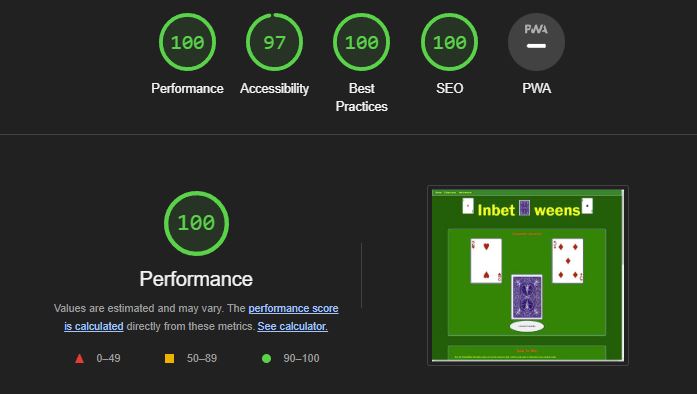 100
97
100
100
PWA
Performance
Accessibility
Best
Practices
SEO
PWA
100
Performance
Values are estimated and may vary. The performance score
is calculated directly from these metrics. See calculator.
0–49
50–89
90–100
Inbet weens